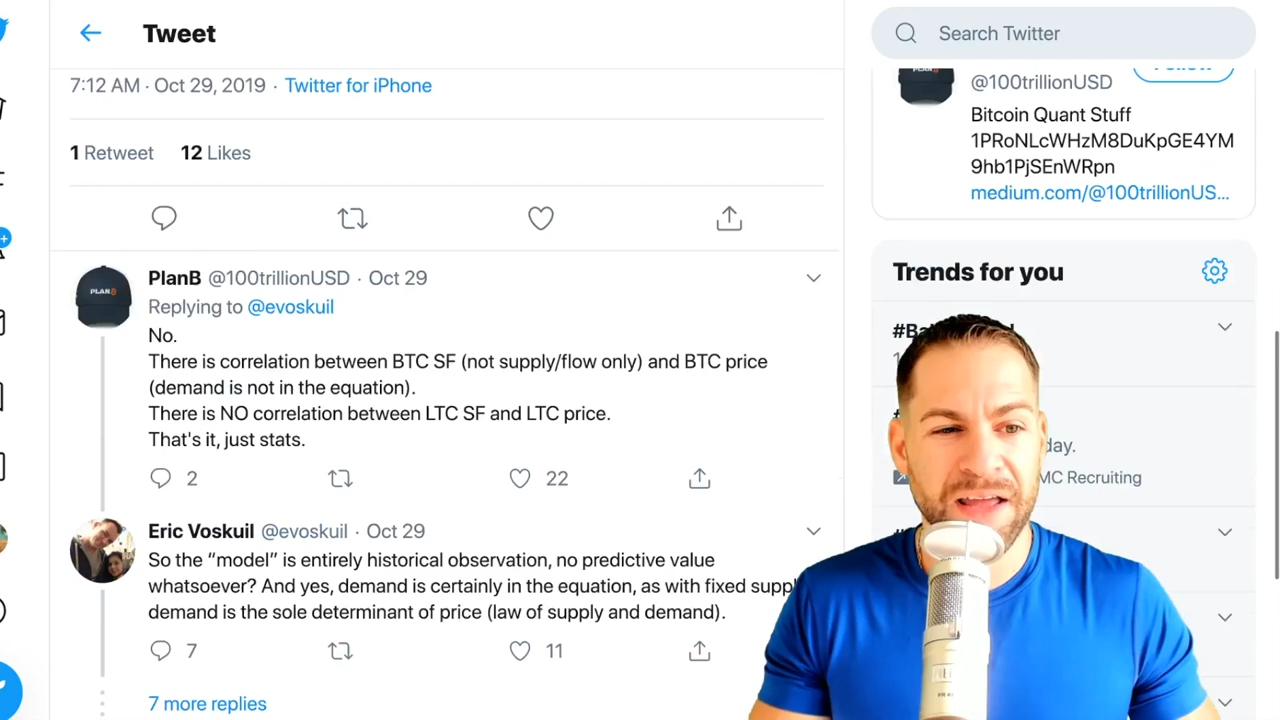 Tweet
7:12 AM · Oct 29, 2019 · Twitter for iPhone
1 Retweet 12 Likes
PLANB
PlanB @100trillionUSD · Oct 29
Replying to @evoskuil
No.
There is correlation between BTC SF (not supply/flow only) and BTC price
(demand is not in the equation).
There is NO correlation between LTC SF and LTC price.
That's it, just stats.
2 22
Eric Voskuil @evoskuil · Oct 29
So the “model” is entirely historical observation, no predictive value
whatsoever? And yes, demand is certainly in the equation, as with fixed suppl
demand is the sole determinant of price (law of supply and demand).
7 11
7 more replies
Search Twitter
@100trillionUSD
Bitcoin Quant Stuff
1PRoNLcWHzM8DuKpGE4YM
9hb1PjSEnWRpn
medium.com/@100trillionUS...
Trends for you
#Ba
day.
MC Recruiting